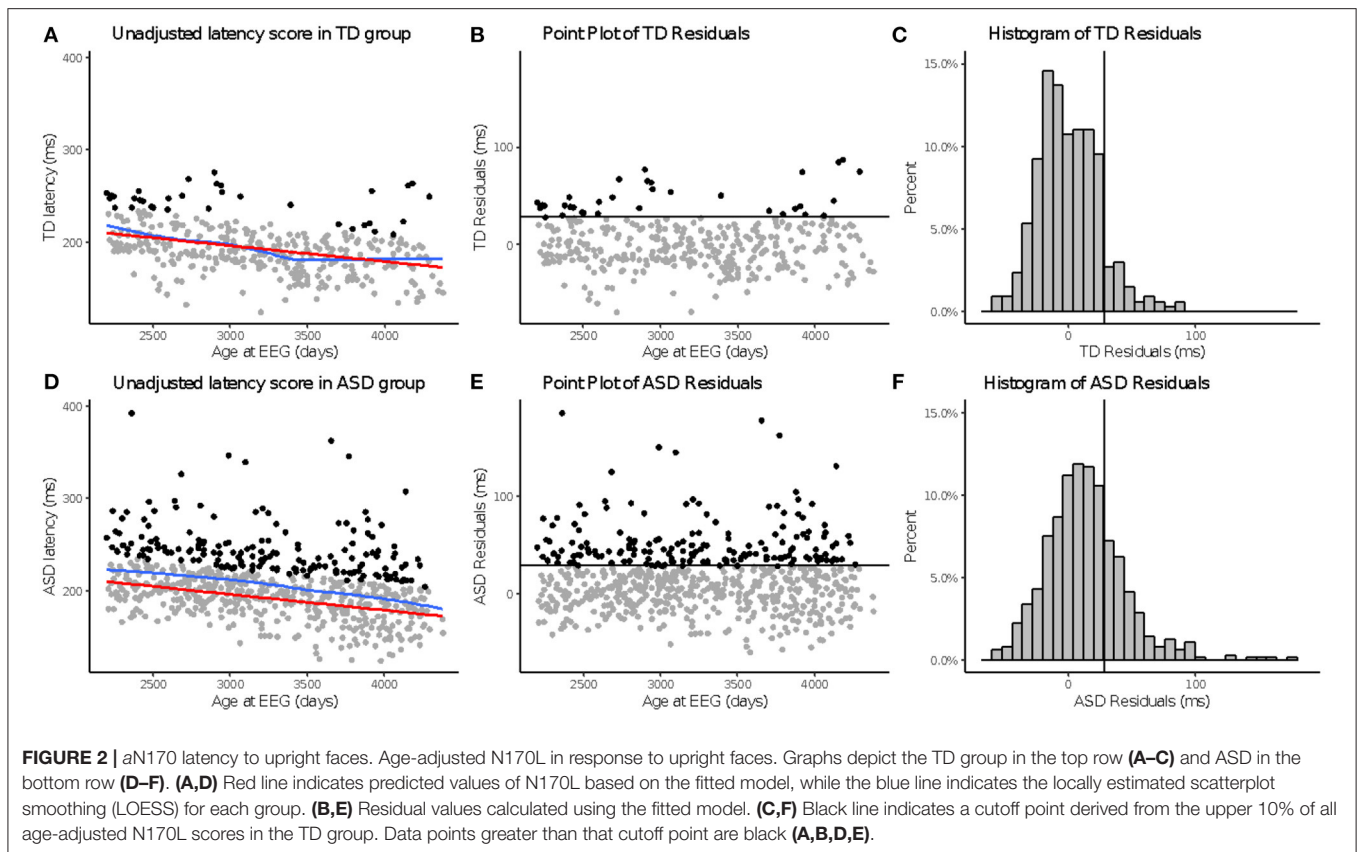 A Unadjusted latency score in TD group
400
300
200
TD latency (ms)
2500 3000 3500 4000
Age at EEG (days)
B Point Plot of TD Residuals
100
0
TD Residuals (ms)
2500 3000 3500 4000
Age at EEG (days)
C Histogram of TD Residuals
15.0%
10.0%
5.0%
0.0%
Percent
0 100
TD Residuals (ms)
D Unadjusted latency score in ASD group
400
300
200
ASD latency (ms)
2500 3000 3500 4000
Age at EEG (days)
E Point Plot of ASD Residuals
100
0
ASD Residuals (ms)
2500 3000 3500 4000
Age at EEG (days)
F Histogram of ASD Residuals
15.0%
10.0%
5.0%
0.0%
Percent
0 100
ASD Residuals (ms)
FIGURE 2 | aN170 latency to upright faces. Age-adjusted N170L in response to upright faces. Graphs depict the TD group in the top row (A–C) and ASD in the
bottom row (D–F). (A,D) Red line indicates predicted values of N170L based on the fitted model, while the blue line indicates the locally estimated scatterplot
smoothing (LOESS) for each group. (B,E) Residual values calculated using the fitted model. (C,F) Black line indicates a cutoff point derived from the upper 10% of all
age-adjusted N170L scores in the TD group. Data points greater than that cutoff point are black (A,B,D,E).